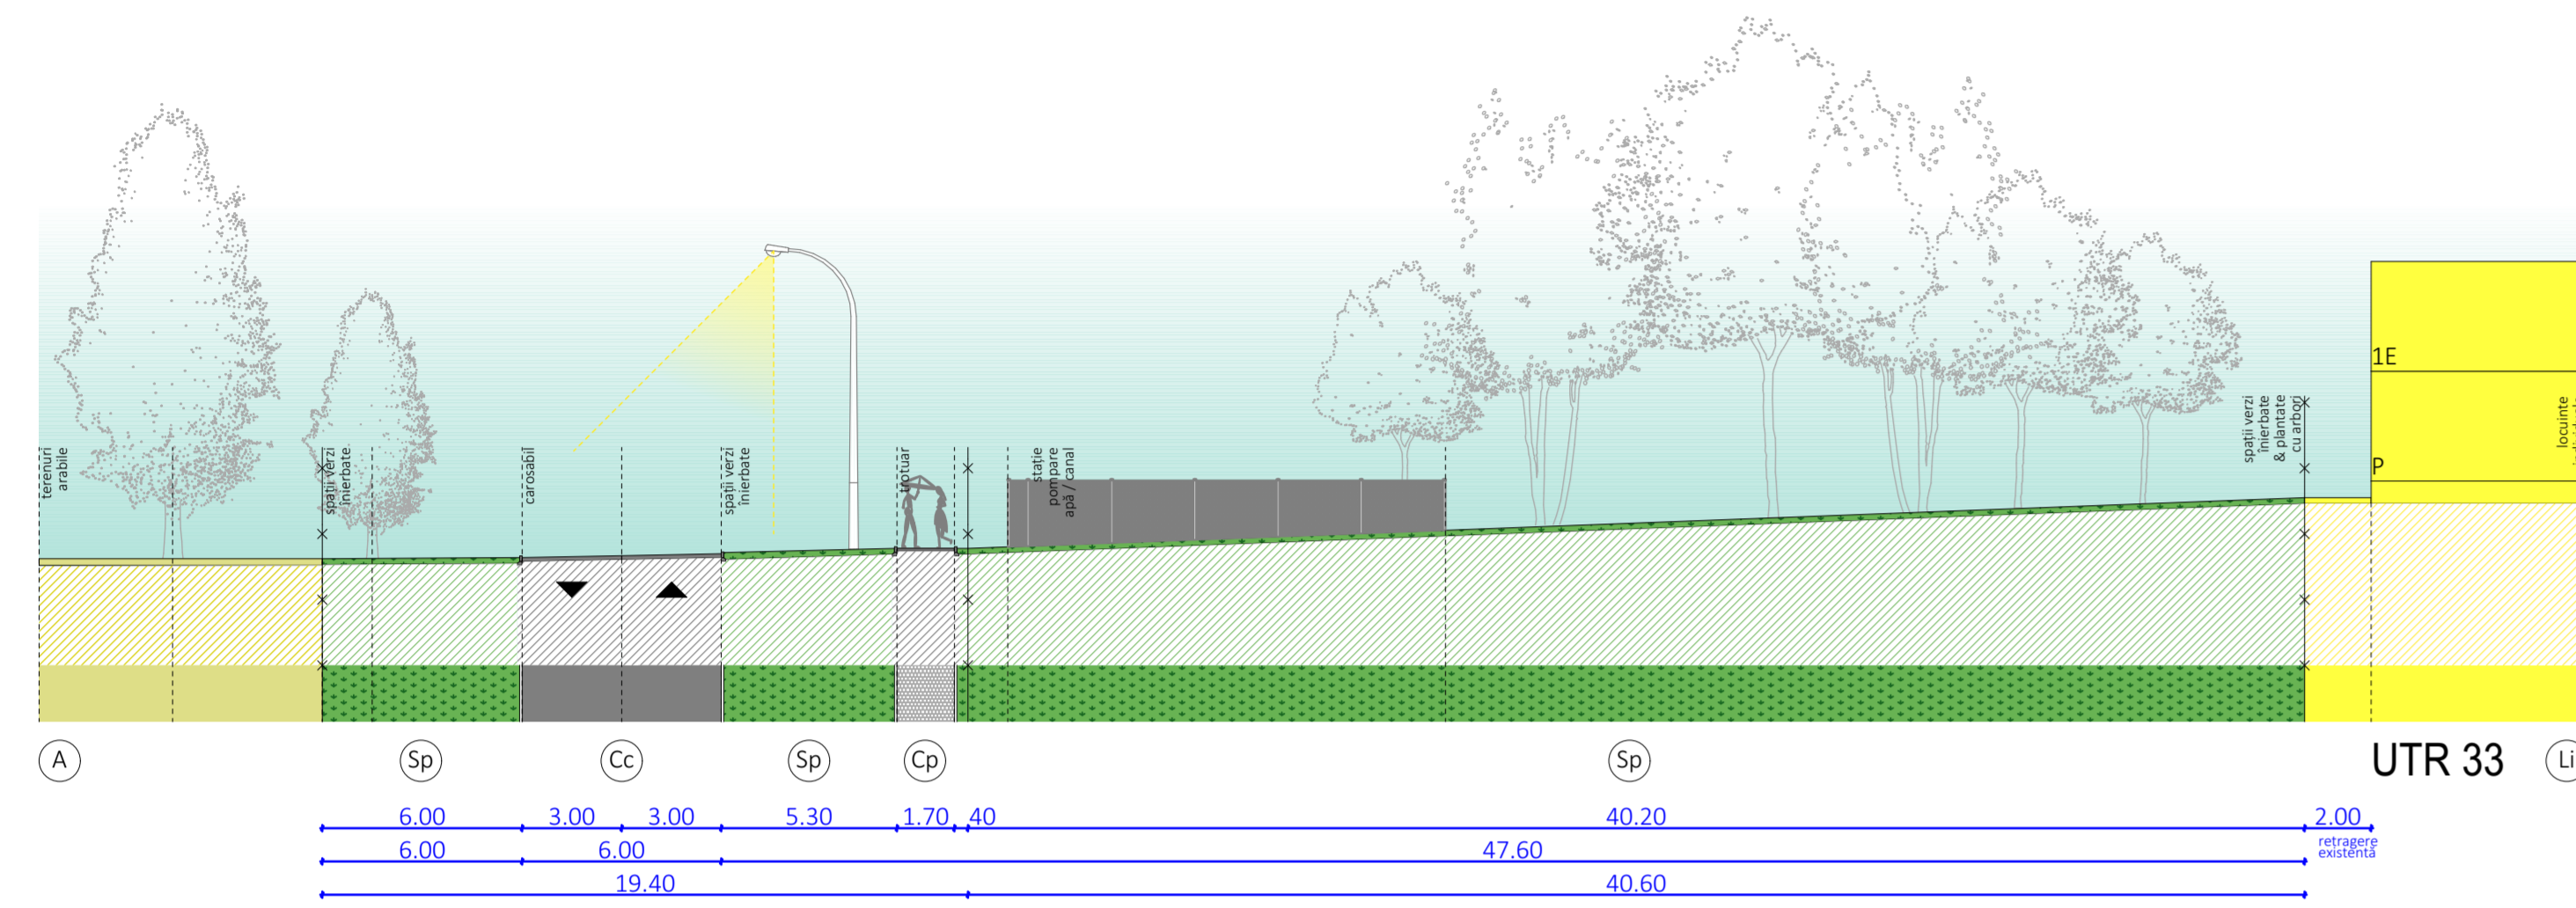 1E
P
terenuri
arabile
spații verzi
înierbate
carosabil
spații verzi
înierbate
trotuar
stație
pompare
apă / canal
spații verzi
înierbate
& plantate
cu arbori
locuințe
A
Sp
Cc
Sp
Cp
Sp
UTR 33
Li
6.00
3.00
3.00
5.30
1.70
40
40.20
2.00
retragere
existentă
6.00
6.00
47.60
19.40
40.60